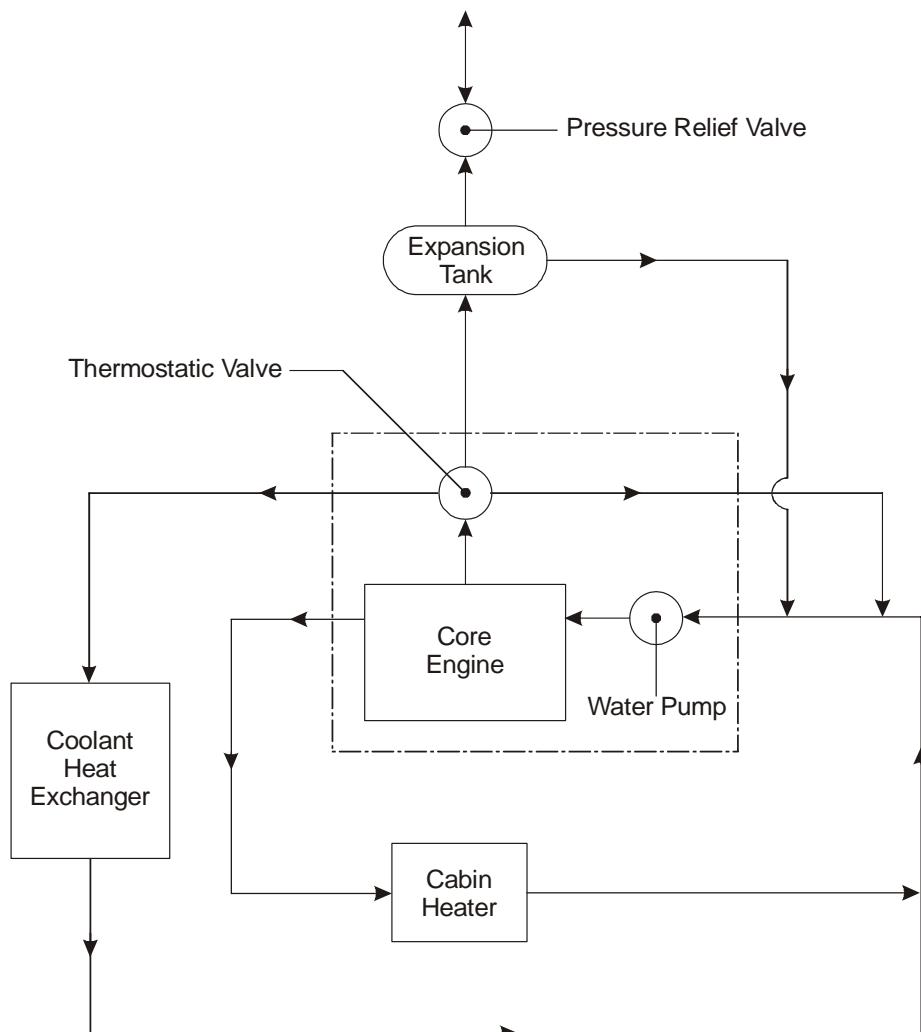 Pressure Relief Valve
Expansion
Tank
Thermostatic Valve
Core
Engine
Water Pump
Coolant
Heat
Exchanger
Cabin
Heater